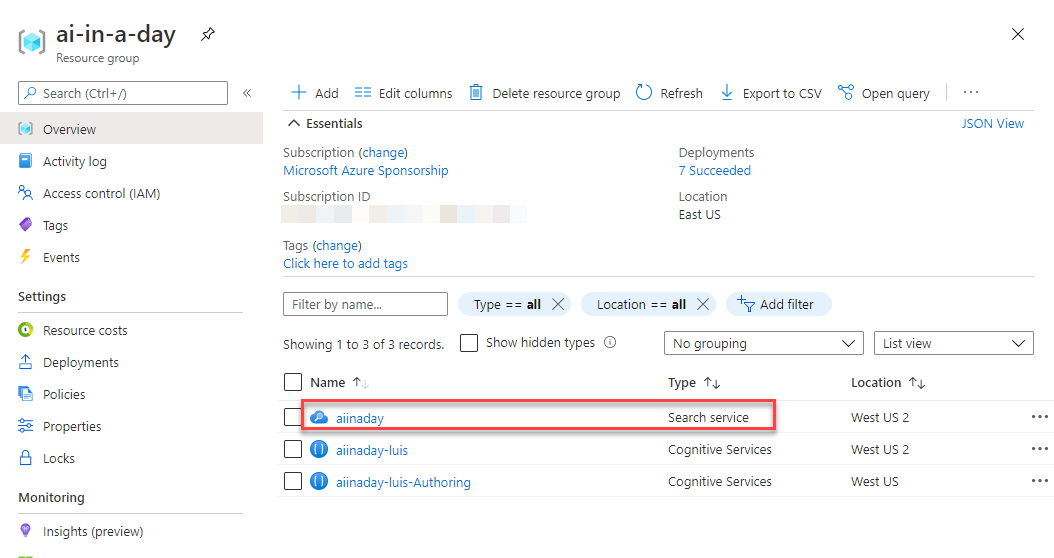 ai-in-a-day
Resource group
Search (Ctrl+/)
«
Overview
Activity log
Access control (IAM)
Tags
Events
Settings
Resource costs
Deployments
Policies
Properties
Locks
Monitoring
Insights (preview)
Add Edit columns Delete resource group Refresh Export to CSV Open query ...
Essentials JSON View
Subscription (change) Deployments
Microsoft Azure Sponsorship 7 Succeeded
Subscription ID Location
East US
Tags (change)
Click here to add tags
Filter by name... Type == all Location == all Add filter
Showing 1 to 3 of 3 records. Show hidden types No grouping List view
Name Type Location
aiinaday Search service West US 2 ...
aiinaday-luis Cognitive Services West US 2 ...
aiinaday-luis-Authoring Cognitive Services West US ...